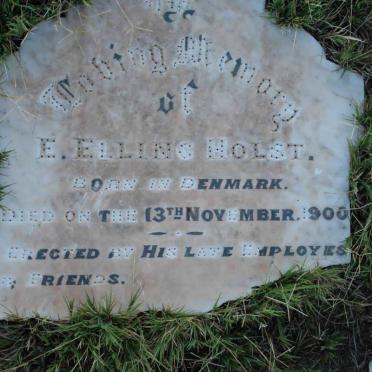 In
Loving Memory
of
E. Elling Holst.
Born in Denmark.
Died on the 13th November. 1900
Erected by His Late Employes
& Friends.